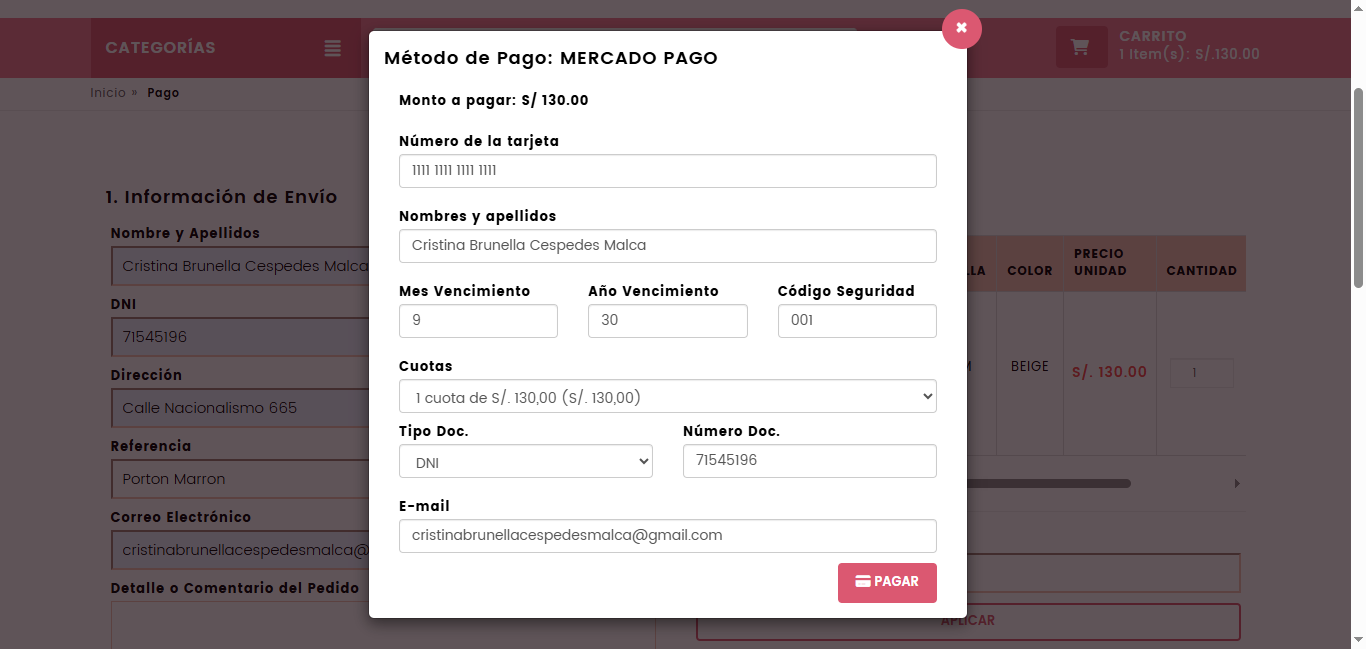 CATEGORÍAS
CARRITO
1 Item(s): S/.130.00
Inicio » Pago
Método de Pago: MERCADO PAGO
Monto a pagar: S/ 130.00
Número de la tarjeta
1111 1111 1111 1111
Nombres y apellidos
Cristina Brunella Cespedes Malca
Mes Vencimiento Año Vencimiento Código Seguridad
9 30 001
Cuotas
1 cuota de S/. 130,00 (S/. 130,00)
Tipo Doc. Número Doc.
DNI 71545196
E-mail
cristinabrunellacespedesmalca@gmail.com
PAGAR
1. Información de Envío
Nombre y Apellidos
Cristina Brunella Cespedes Malca
DNI
71545196
Dirección
Calle Nacionalismo 665
Referencia
Porton Marron
Correo Electrónico
cristinabrunellacespedesmalca@
Detalle o Comentario del Pedido
LLA COLOR PRECIO UNIDAD CANTIDAD
BEIGE S/. 130.00 1
APLICAR